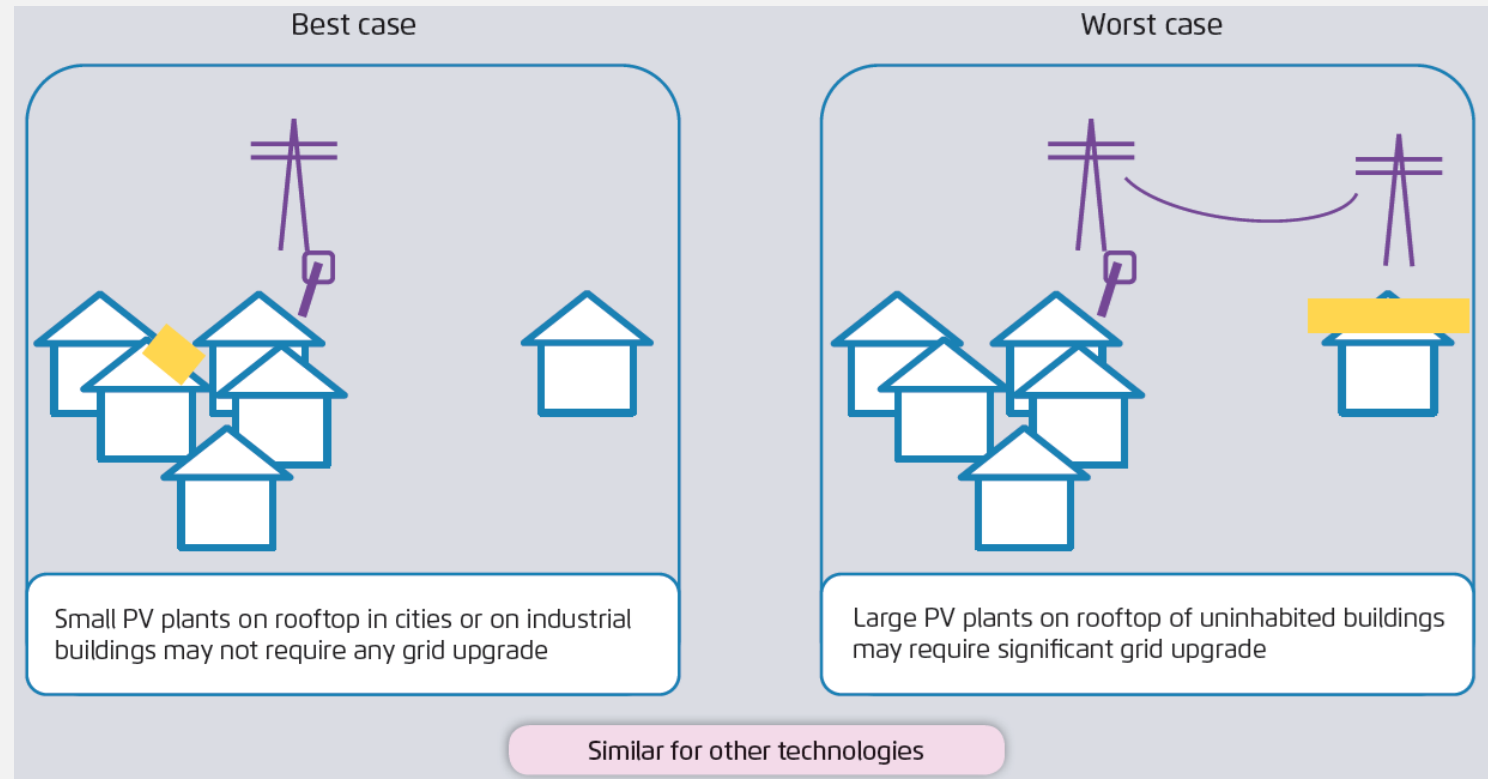 Best case
Worst case
Small PV plants on rooftop in cities or on industrial
buildings may not require any grid upgrade
Large PV plants on rooftop of uninhabited buildings
may require significant grid upgrade
Similar for other technologies